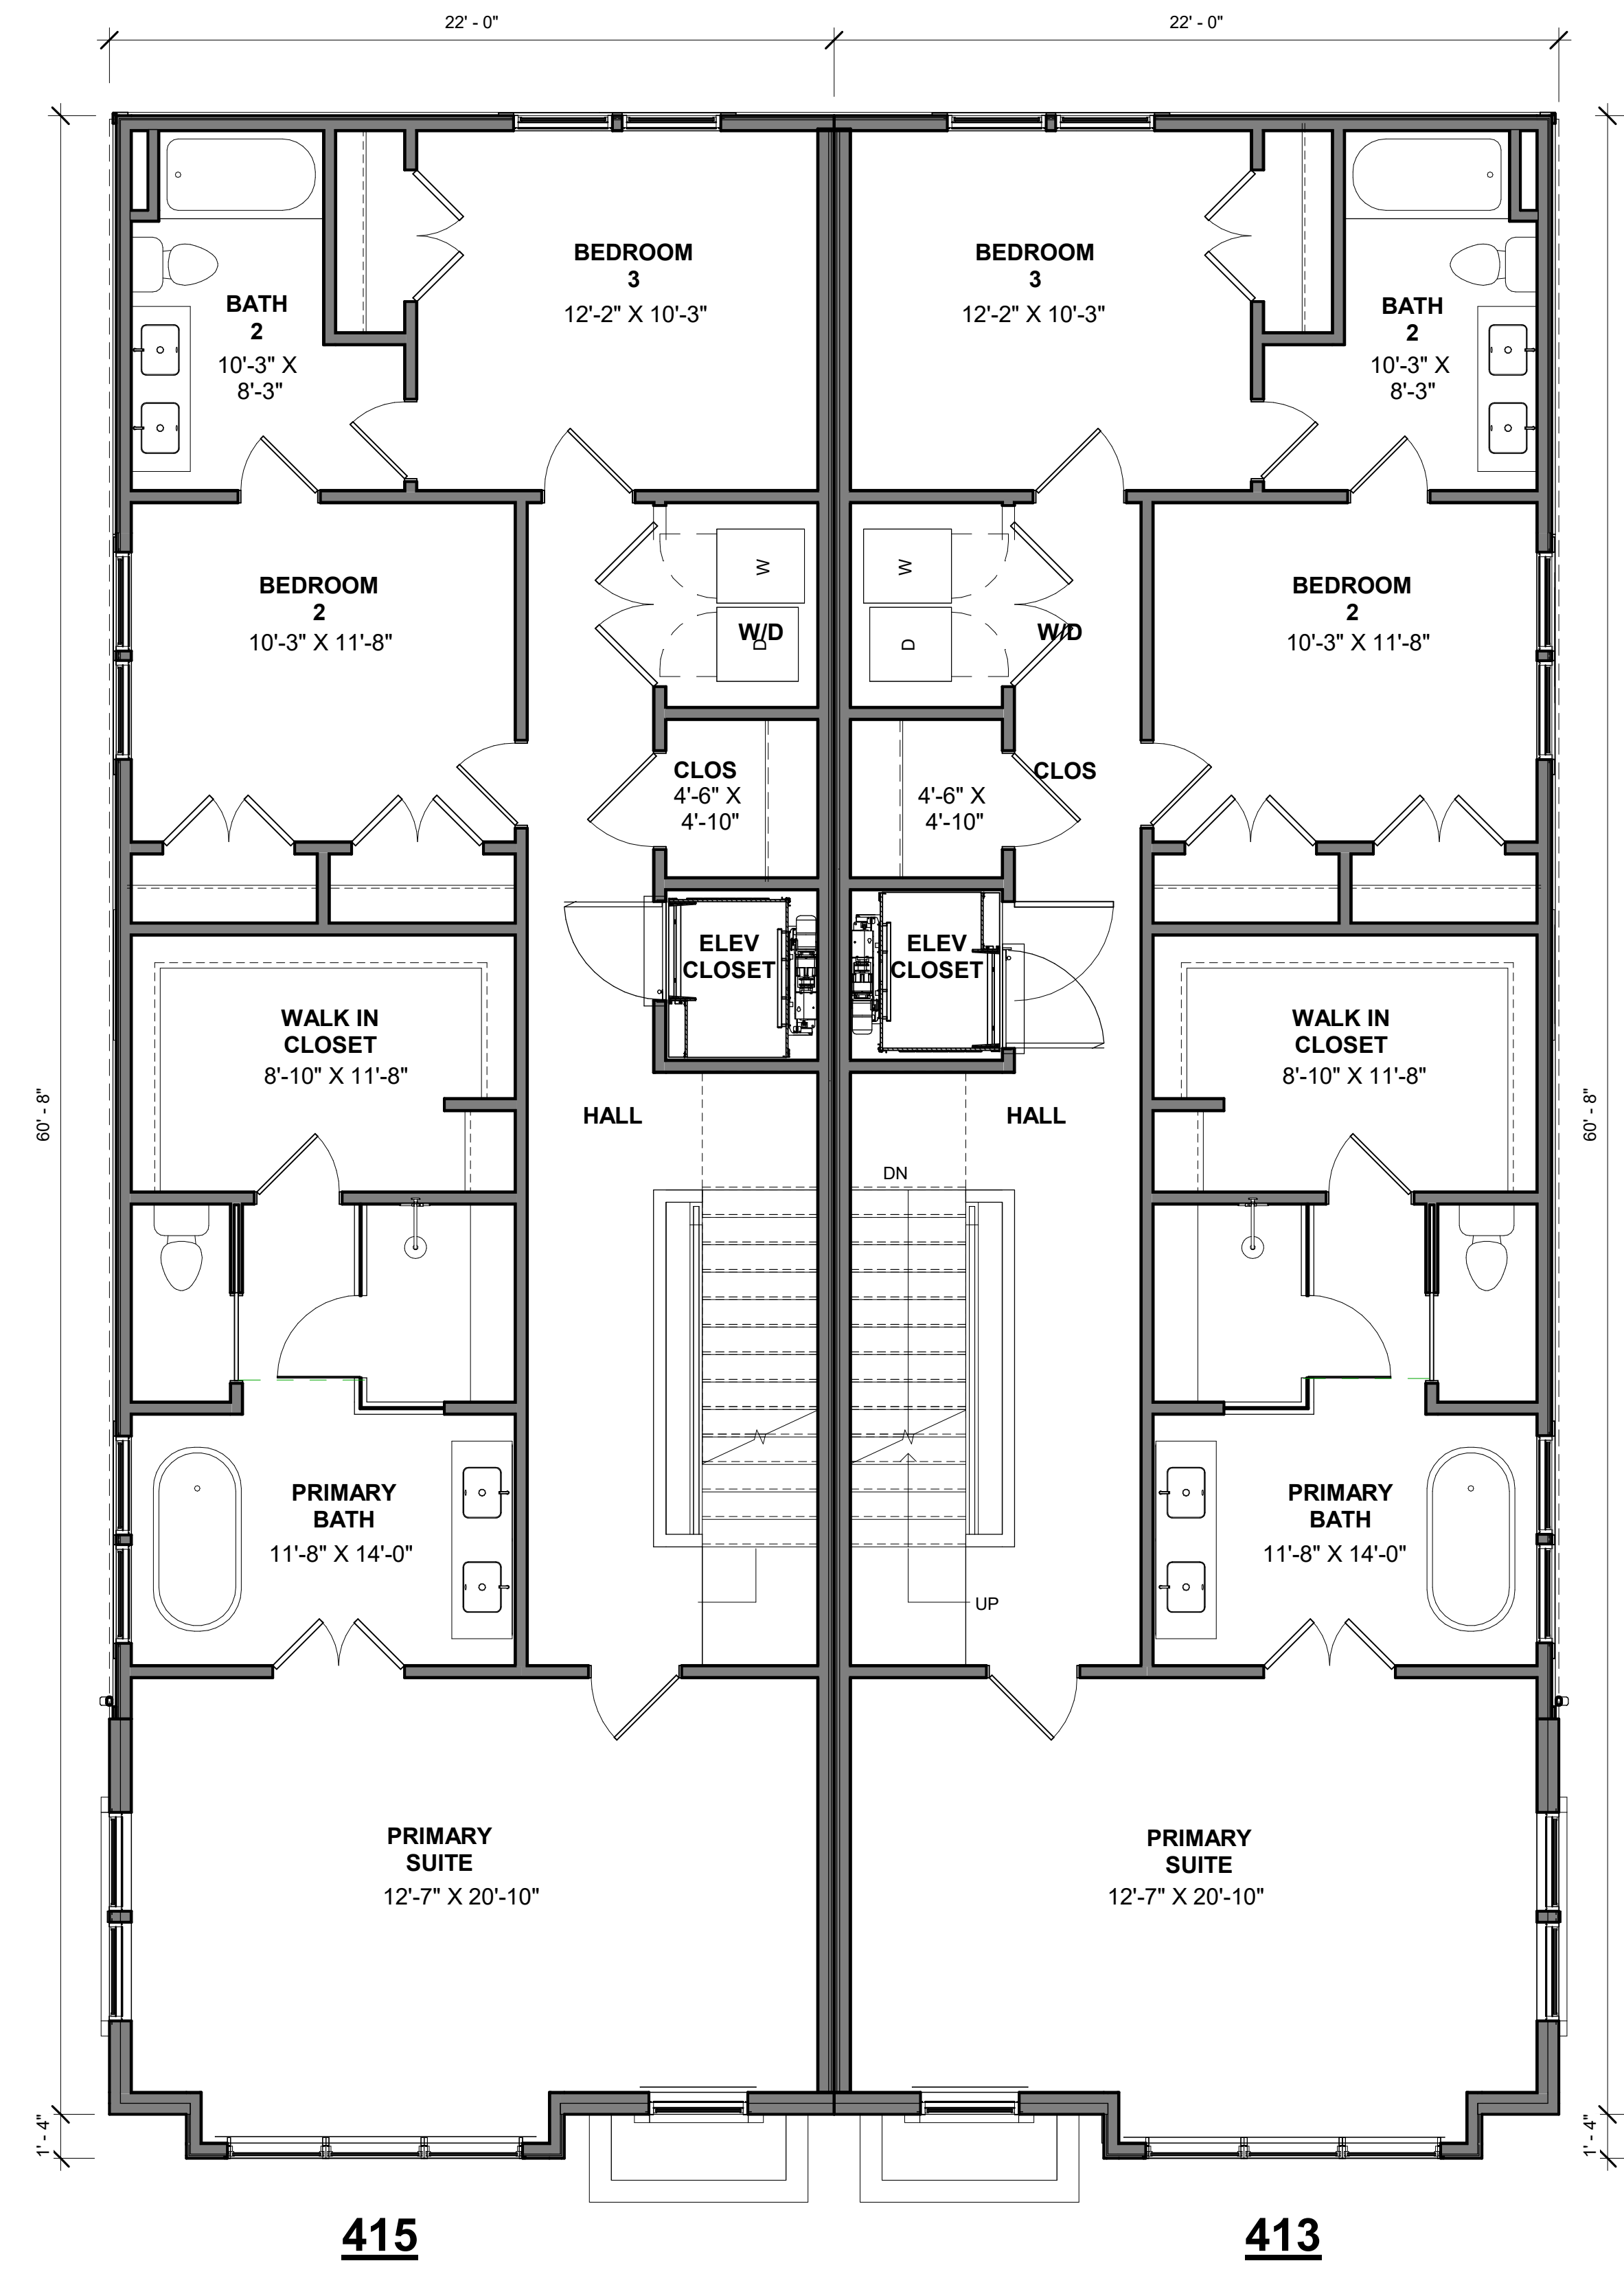 22' - 0"
22' - 0"
BEDROOM
3
12'-2" X 10'-3"
BEDROOM
3
12'-2" X 10'-3"
BATH
2
10'-3" X
8'-3"
BATH
2
10'-3" X
8'-3"
BEDROOM
2
10'-3" X 11'-8"
W
D
W/D
W
D
W/D
BEDROOM
2
10'-3" X 11'-8"
CLOS
4'-6" X
4'-10"
CLOS
4'-6" X
4'-10"
ELEV
CLOSET
ELEV
CLOSET
WALK IN
CLOSET
8'-10" X 11'-8"
WALK IN
CLOSET
8'-10" X 11'-8"
60' - 8"
HALL
HALL
60' - 8"
DN
PRIMARY
BATH
11'-8" X 14'-0"
PRIMARY
BATH
11'-8" X 14'-0"
UP
PRIMARY
SUITE
12'-7" X 20'-10"
PRIMARY
SUITE
12'-7" X 20'-10"
1' - 4"
1' - 4"
415
413